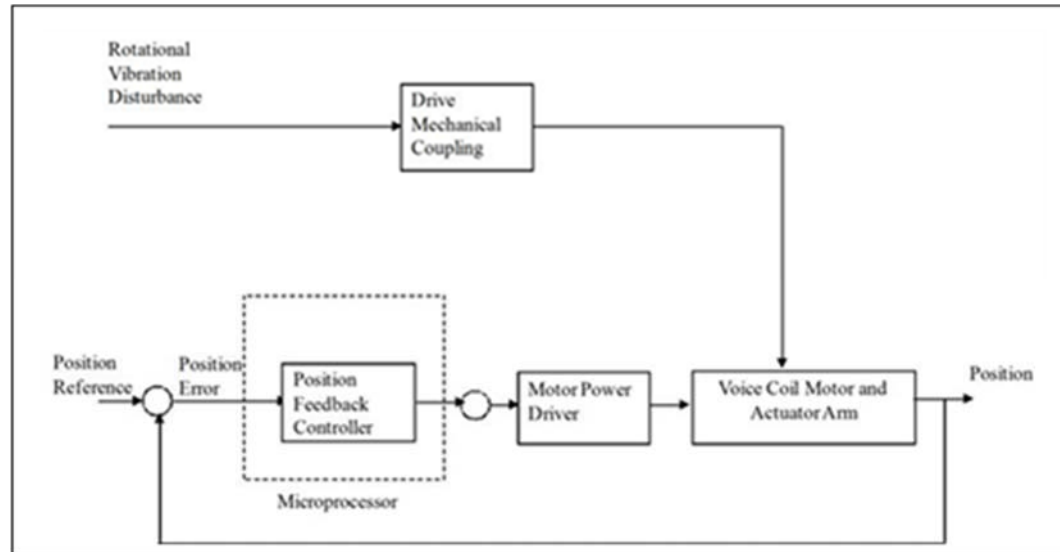 Rotational
Vibration
Disturbance
Drive
Mechanical
Coupling
Position
Reference
Position
Error
Position
Feedback
Controller
Motor Power
Driver
Voice Coil Motor and
Actuator Arm
Position
Microprocessor